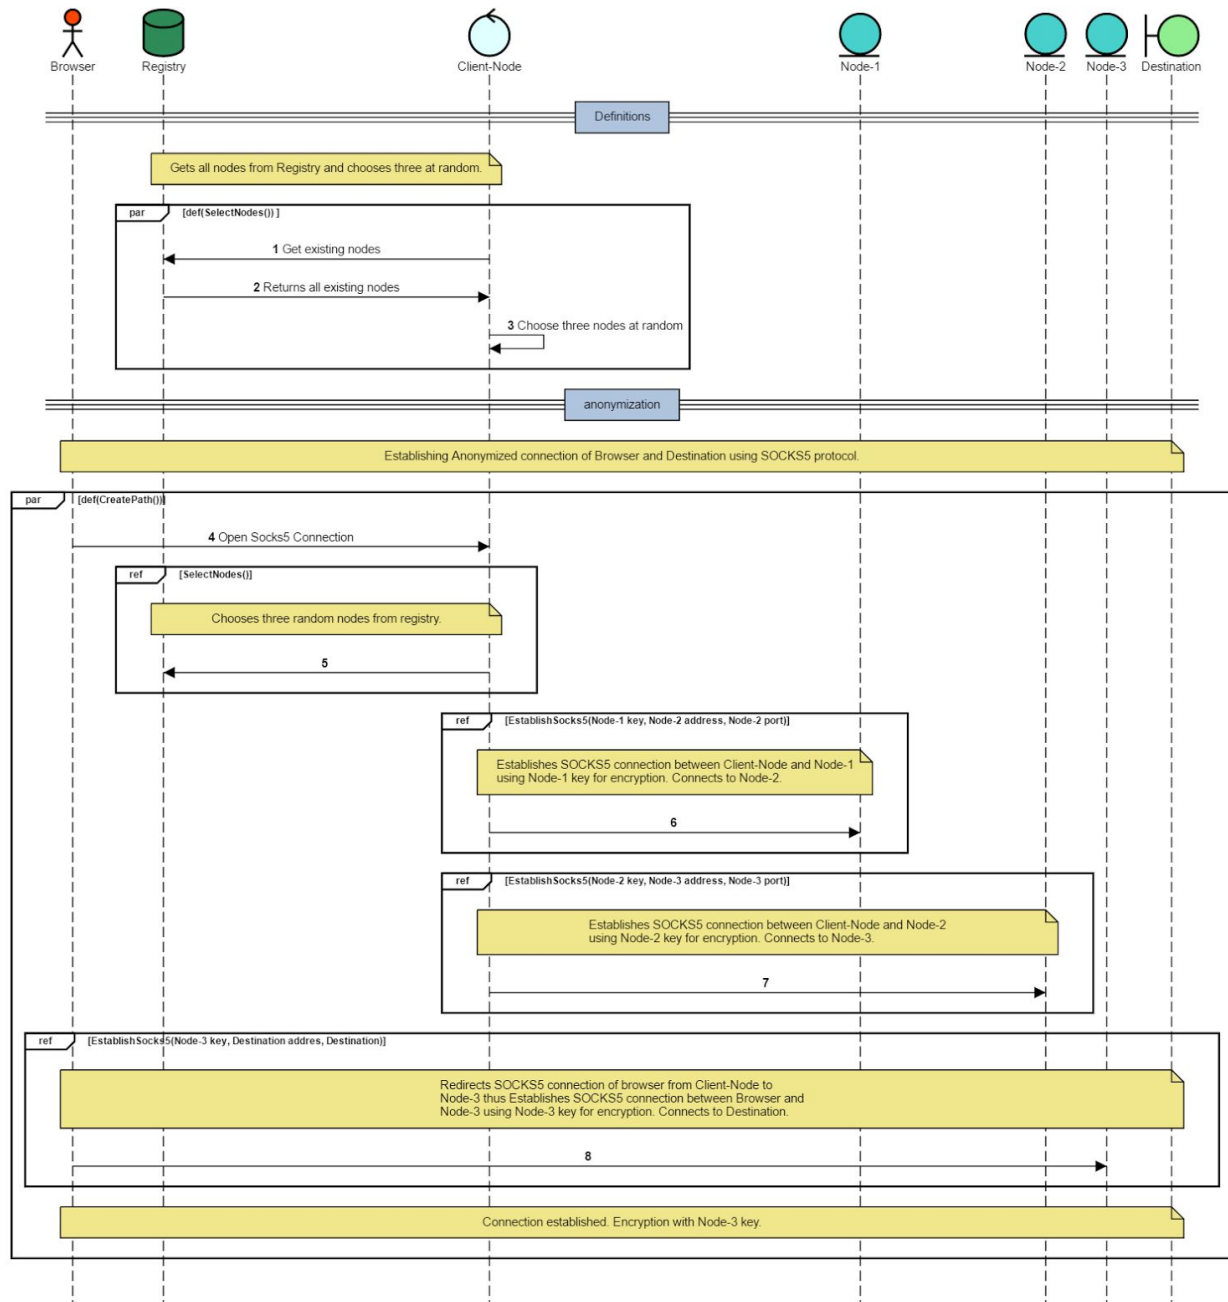 Browser
Registry
Client-Node
Node-1
Node-2
Node-3
Destination
Definitions
Gets all nodes from Registry and chooses three at random.
par
[def(SelectNodes()) ]
1 Get existing nodes
2 Returns all existing nodes
3 Choose three nodes at random
anonymization
Establishing Anonymized connection of Browser and Destination using SOCKS5 protocol.
par
[def(CreatePath())]
4 Open Socks5 Connection
ref
[SelectNodes()]
Chooses three random nodes from registry.
5
ref
[EstablishSocks5(Node-1 key, Node-2 address, Node-2 port)]
Establishes SOCKS5 connection between Client-Node and Node-1
using Node-1 key for encryption. Connects to Node-2.
6
ref
[EstablishSocks5(Node-2 key, Node-3 address, Node-3 port)]
Establishes SOCKS5 connection between Client-Node and Node-2
using Node-2 key for encryption. Connects to Node-3.
7
ref
[EstablishSocks5(Node-3 key, Destination addres, Destination)]
Redirects SOCKS5 connection of browser from Client-Node to
Node-3 thus Establishes SOCKS5 connection between Browser and
Node-3 using Node-3 key for encryption. Connects to Destination.
8
Connection established. Encryption with Node-3 key.